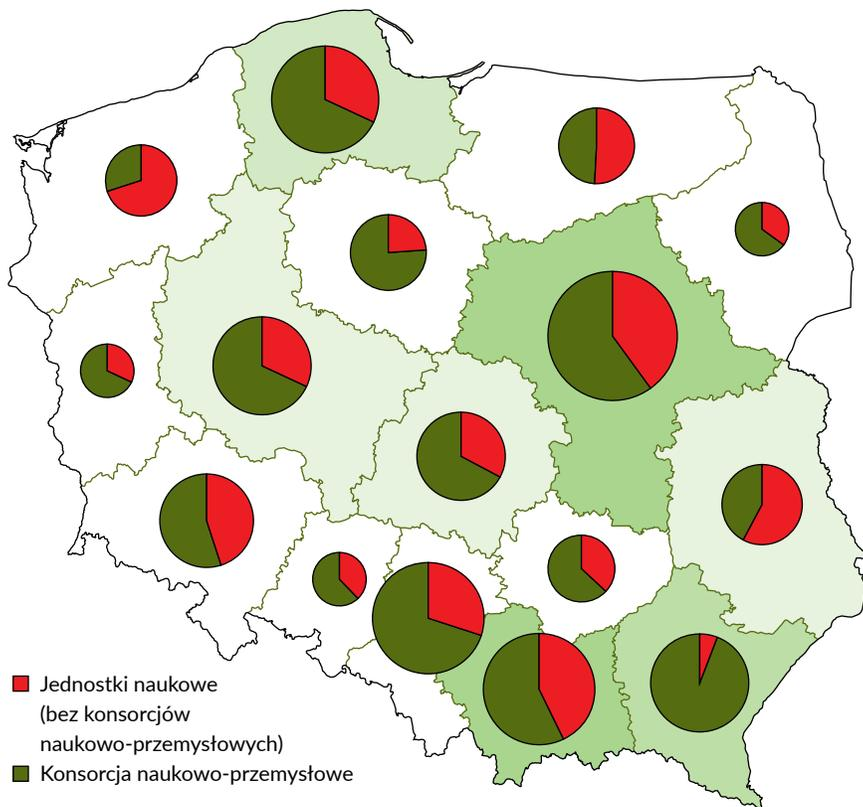 Jednostki naukowe
(bez konsorcjów
naukowo-przemysłowych)
Konsorcja naukowo-przemysłowe